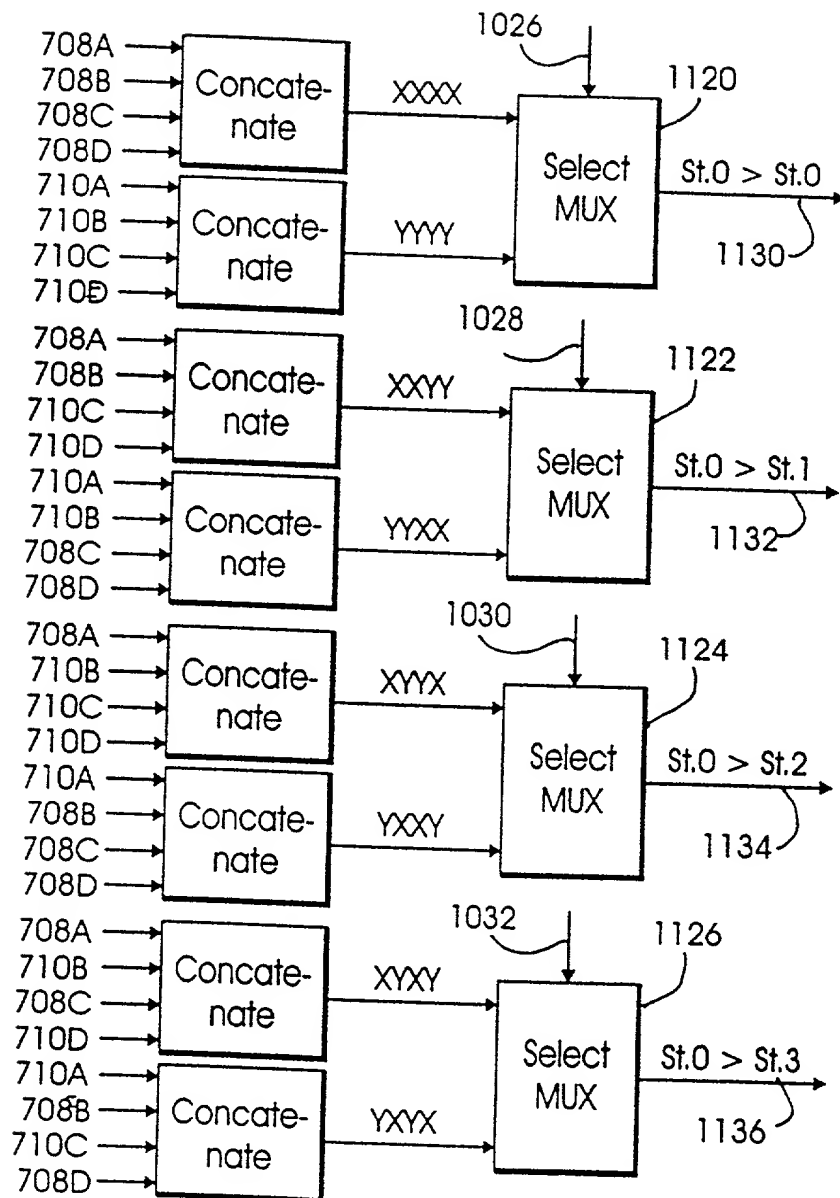 708A
708B
708C
708D
Concate-
nate
XXXX
710A
710B
710C
710D
Concate-
nate
YYYY
1026
Select
MUX
1120
St.0 > St.0
1130
708A
708B
710C
710D
Concate-
nate
XXYY
710A
710B
708C
708D
Concate-
nate
YYXX
1028
Select
MUX
1122
St.0 > St.1
1132
708A
710B
710C
710D
Concate-
nate
XYYX
710A
708B
708C
708D
Concate-
nate
YXXY
1030
Select
MUX
1124
St.0 > St.2
1134
708A
710B
708C
710D
Concate-
nate
XYXY
710A
708B
710C
708D
Concate-
nate
YXYX
1032
Select
MUX
1126
St.0 > St.3
1136